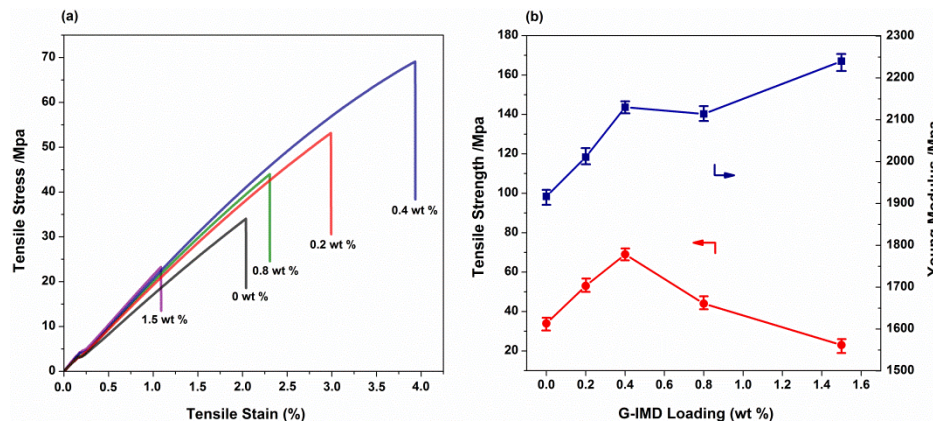 (a)
70
60
50
40
30
20
10
0
Tensile Stress /Mpa
0.4 wt %
0.2 wt %
0.8 wt %
0 wt %
1.5 wt %
0.0 0.5 1.0 1.5 2.0 2.5 3.0 3.5 4.0
Tensile Stain (%)
(b)
180
160
140
120
100
80
60
40
20
Tensile Strength /Mpa
2300
2200
2100
2000
1900
1800
1700
1600
1500
Young Modulus /Mpa
0.0 0.2 0.4 0.6 0.8 1.0 1.2 1.4 1.6
G-IMD Loading (wt %)